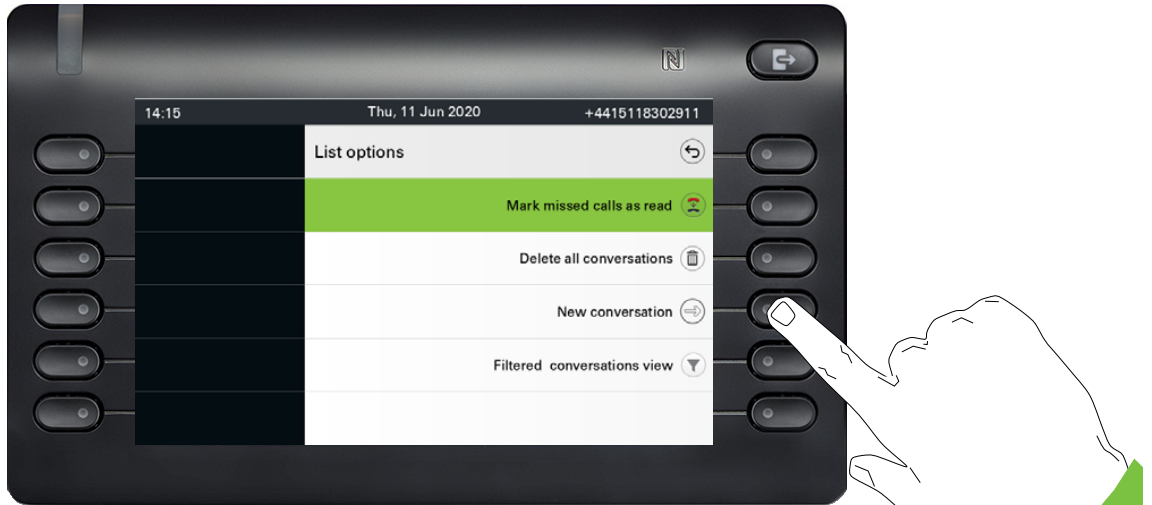 14:15 Thu, 11 Jun 2020 +4415118302911
List options
Mark missed calls as read
Delete all conversations
New conversation
Filtered conversations view